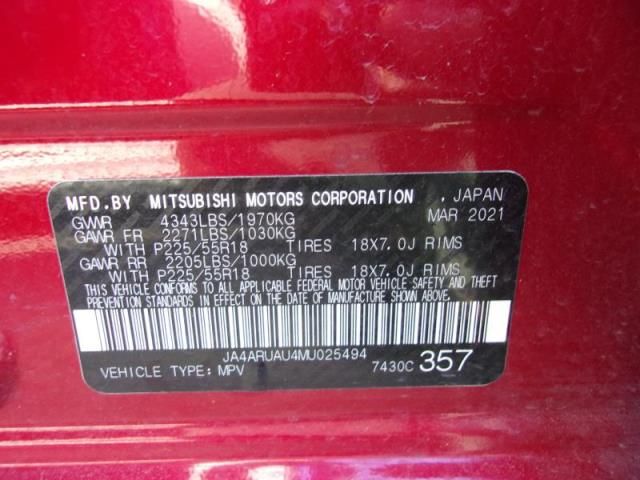 MFD.BY MITSUBISHI MOTORS CORPORATION , JAPAN
GVWR 4343LBS/1970KG MAR 2021
GAWR FR 2271LBS/1030KG
WITH P225/55R18 TIRES 18X7.0J RIMS
GAWR RR 2205LBS/1000KG
WITH P225/55R18 TIRES 18X7.0J RIMS
THIS VEHICLE CONFORMS TO ALL APPLICABLE FEDERAL MOTOR VEHICLE SAFETY AND THEFT
PREVENTION STANDARDS IN EFFECT ON THE DATE OF MANUFACTURE SHOWN ABOVE.
JA4ARUAU4MU025494
VEHICLE TYPE: MPV 7430C 357